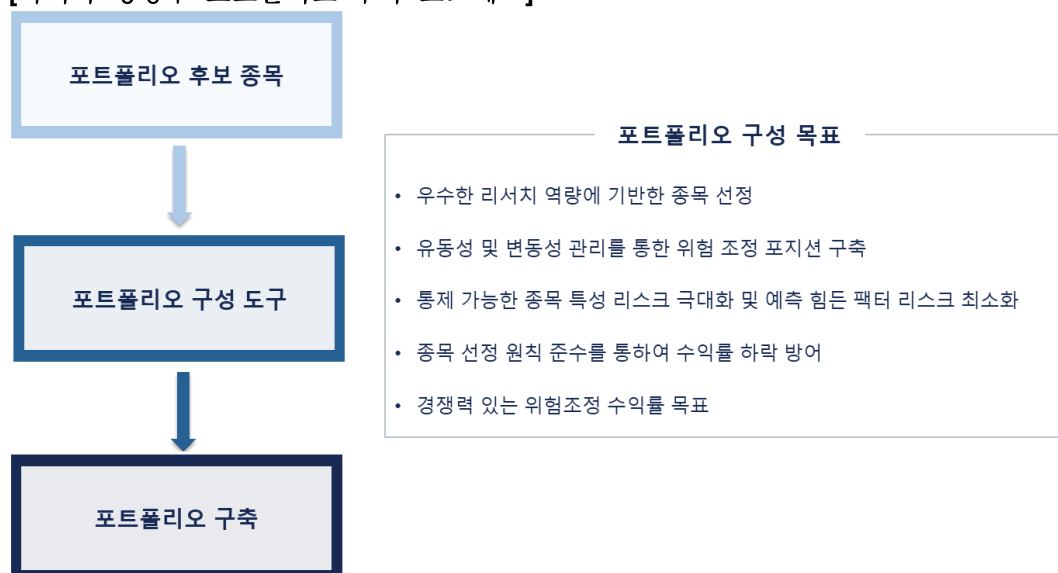 포트폴리오 후보 종목
포트폴리오 구성 목표
• 우수한 리서치 역량에 기반한 종목 선정
• 유동성 및 변동성 관리를 통한 위험 조정 포지션 구축
포트폴리오 구성 도구
• 통제 가능한 종목 특성 리스크 극대화 및 예측 힘든 팩터 리스크 최소화
• 종목 선정 원칙 준수를 통하여 수익률 하락 방어
• 경쟁력 있는 위험조정 수익률 목표
포트폴리오 구축